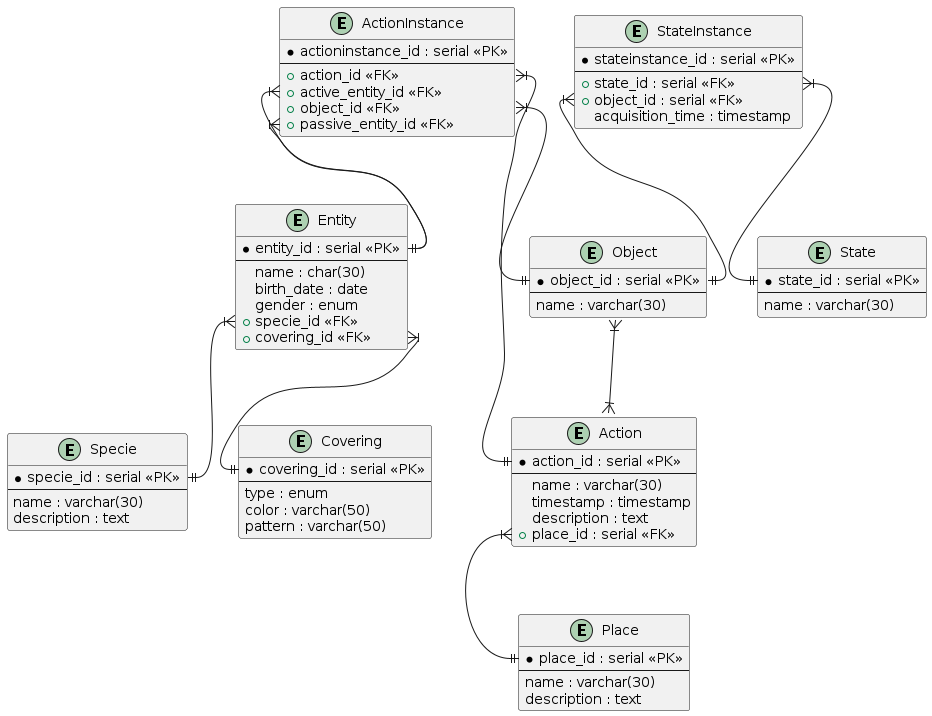 E ActionInstance
actioninstance_id : serial «PK»
action_id «FK»
active_entity_id «FK»
object_id «FK»
passive_entity_id «FK»
E StateInstance
stateinstance_id : serial «PK»
state_id : serial «FK»
object_id : serial «FK»
acquisition_time : timestamp
E Entity
entity_id : serial «PK»
name : char(30)
birth_date : date
gender : enum
specie_id «FK»
covering_id «FK»
E Object
object_id : serial «PK»
name : varchar(30)
E State
state_id : serial «PK»
name : varchar(30)
E Specie
specie_id : serial «PK»
name : varchar(30)
description : text
E Covering
covering_id : serial «PK»
type : enum
color : varchar(50)
pattern : varchar(50)
E Action
action_id : serial «PK»
name : varchar(30)
timestamp : timestamp
description : text
place_id : serial «FK»
E Place
place_id : serial «PK»
name : varchar(30)
description : text